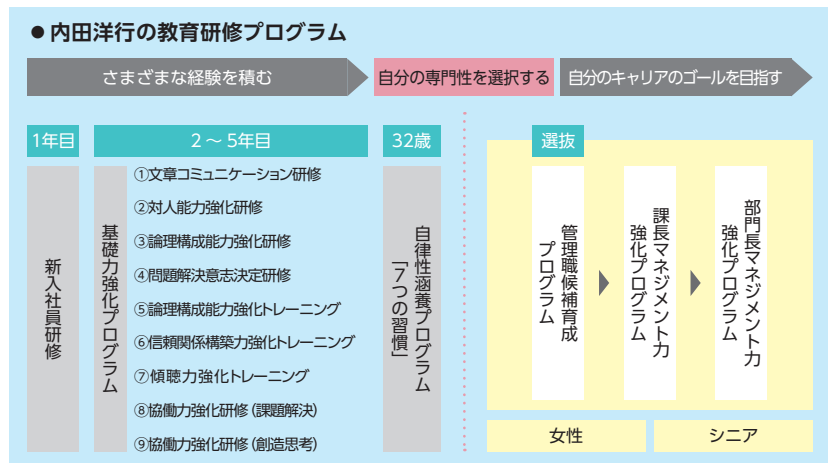 ●内田洋行の教育研修プログラム
さまざまな経験を積む
自分の専門性を選択する
自分のキャリアのゴールを目指す
1年目
2～5年目
32歳
選抜
新入社員研修
基礎力強化プログラム
①文章コミュニケーション研修
②対人能力強化研修
③論理構成能力強化研修
④問題解決意志決定研修
⑤論理構成能力強化トレーニング
⑥信頼関係構築力強化トレーニング
⑦傾聴力強化トレーニング
⑧協働力強化研修(課題解決)
⑨協働力強化研修(創造思考)
自律性涵養プログラム
「7つの習慣」
管理職候補育成
プログラム
課長マネジメント力
強化プログラム
部門長マネジメント力
強化プログラム
女性
シニア